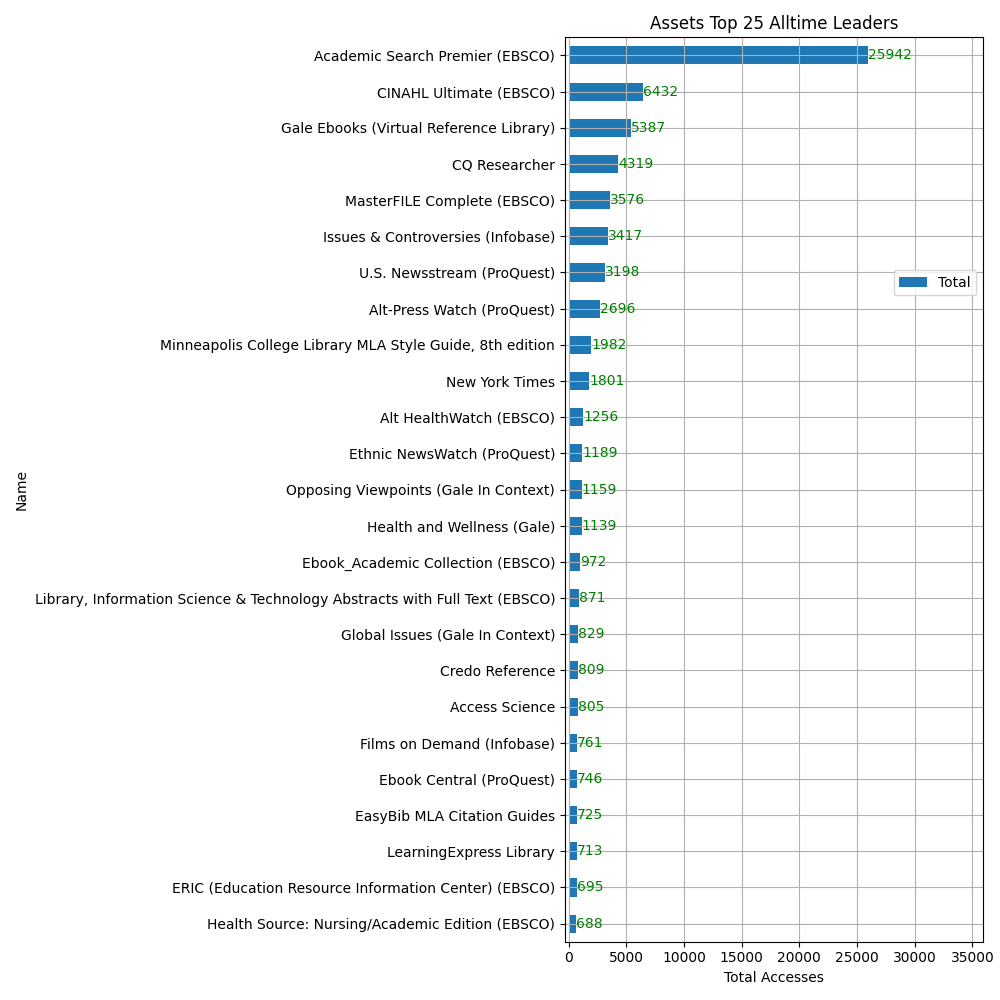 Assets Top 25 Alltime Leaders
Academic Search Premier (EBSCO) 25942
CINAHL Ultimate (EBSCO) 6432
Gale Ebooks (Virtual Reference Library) 5387
CQ Researcher 4319
MasterFILE Complete (EBSCO) 3576
Issues & Controversies (Infobase) 3417
U.S. Newsstream (ProQuest) 3198
Total
Alt-Press Watch (ProQuest) 2696
Minneapolis College Library MLA Style Guide, 8th edition 1982
New York Times 1801
Alt HealthWatch (EBSCO) 1256
Ethnic NewsWatch (ProQuest) 1189
Name
Opposing Viewpoints (Gale In Context) 1159
Health and Wellness (Gale) 1139
Ebook_Academic Collection (EBSCO) 972
Library, Information Science & Technology Abstracts with Full Text (EBSCO) 871
Global Issues (Gale In Context) 829
Credo Reference 809
Access Science 805
Films on Demand (Infobase) 761
Ebook Central (ProQuest) 746
EasyBib MLA Citation Guides 725
LearningExpress Library 713
ERIC (Education Resource Information Center) (EBSCO) 695
Health Source: Nursing/Academic Edition (EBSCO) 688
0 5000 10000 15000 20000 25000 30000 35000
Total Accesses